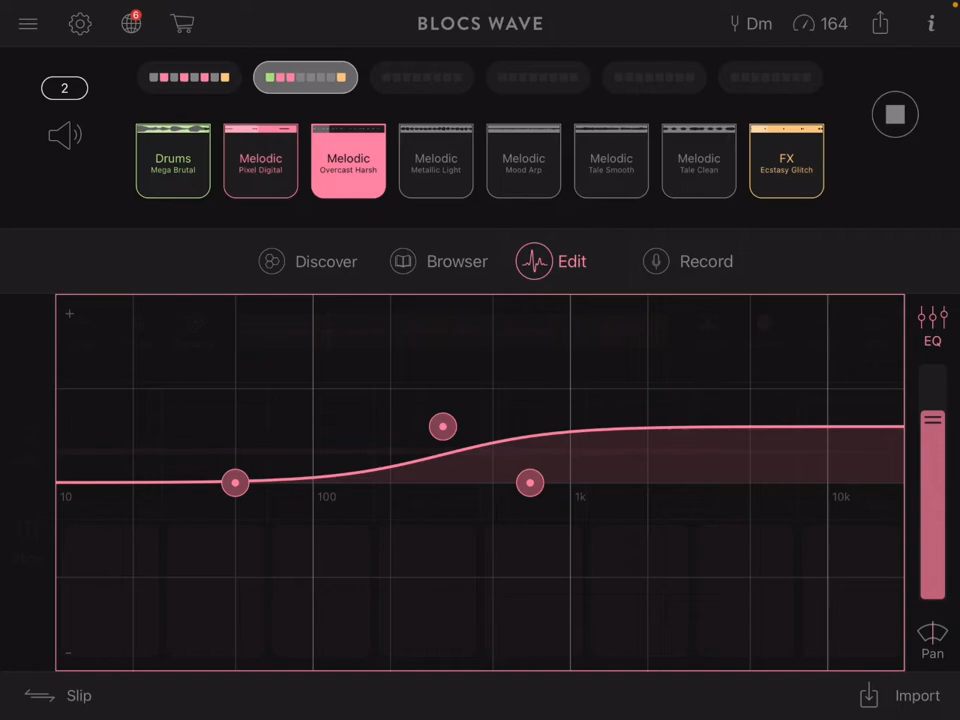 6
BLOCS WAVE
Dm
164
i
2
Drums
Mega Brutal
Melodic
Pixel Digital
Melodic
Overcast Harsh
Melodic
Metallic Light
Melodic
Mood Arp
Melodic
Tale Smooth
Melodic
Tale Clean
FX
Ecstasy Glitch
Discover
Browser
Edit
Record
+
EQ
10
100
1k
10k
−
Pan
Slip
Import